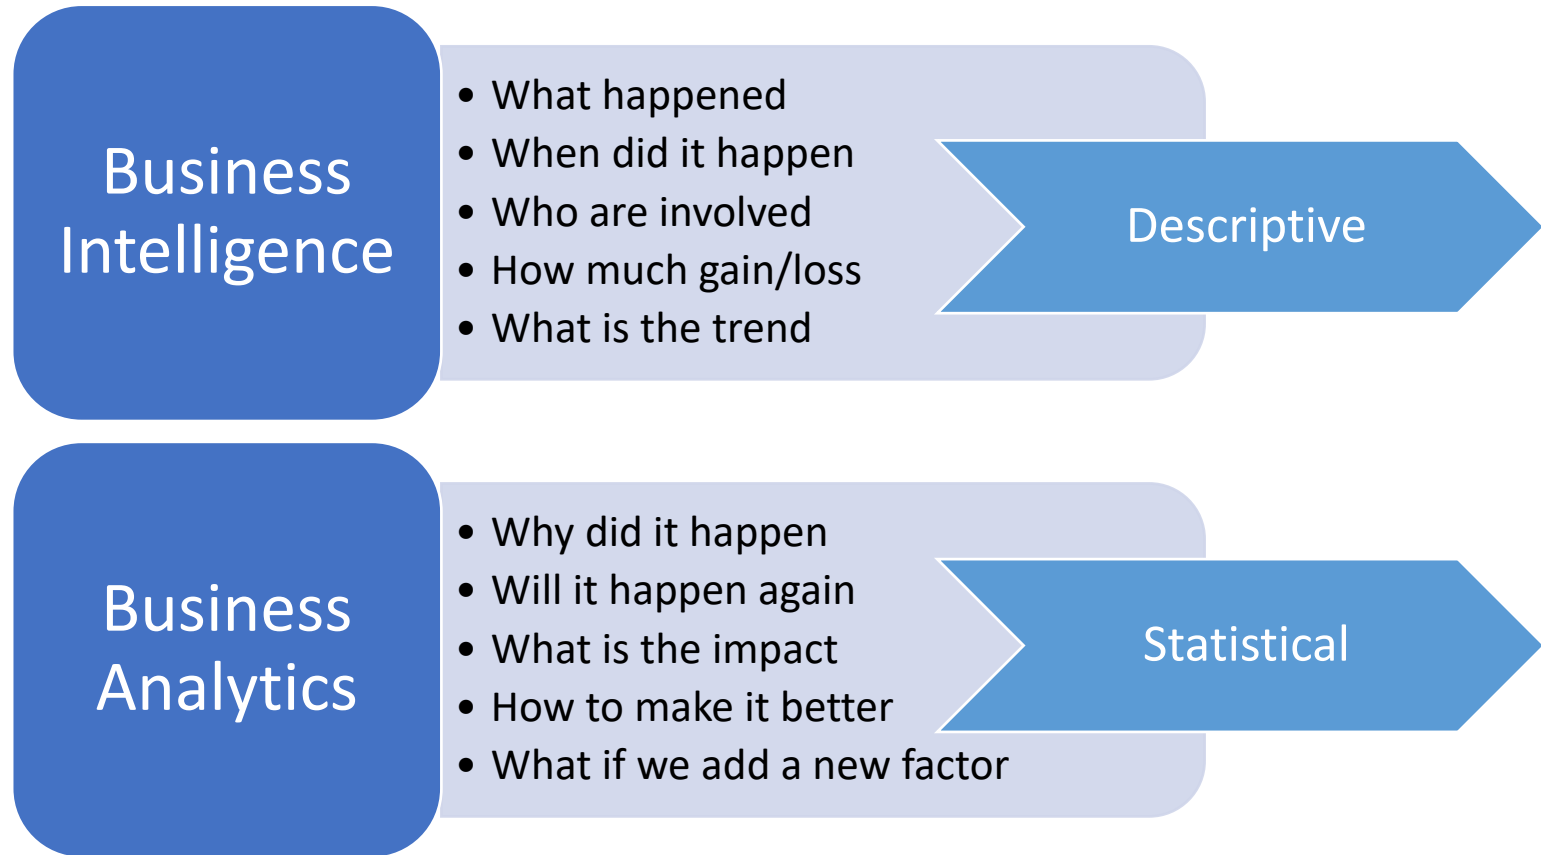 Business
Intelligence
• What happened
• When did it happen
• Who are involved
• How much gain/loss
• What is the trend
Descriptive
Business
Analytics
• Why did it happen
• Will it happen again
• What is the impact
• How to make it better
• What if we add a new factor
Statistical